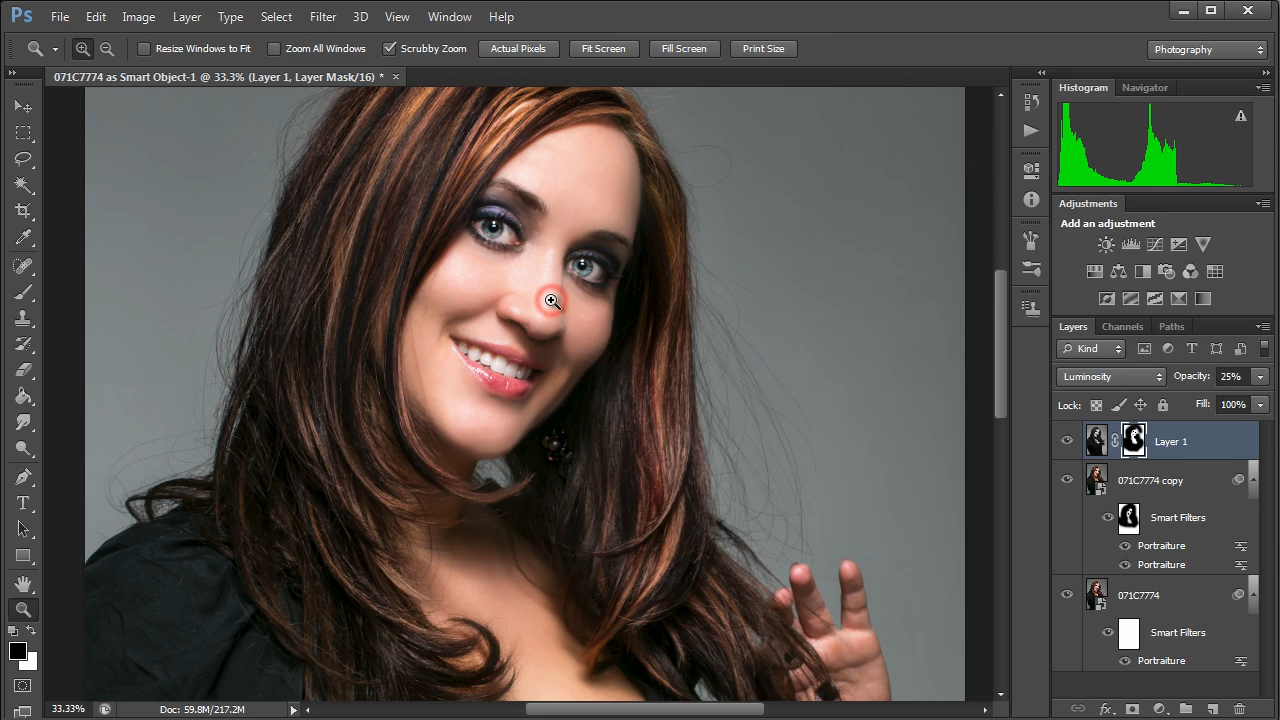 Ps File Edit Image Layer Type Select Filter 3D View Window Help
Resize Windows to Fit Zoom All Windows Scrubby Zoom Actual Pixels Fit Screen Fill Screen Print Size Photography
071C7774 as Smart Object-1 @ 33.3% (Layer 1, Layer Mask/16) *
Histogram Navigator
Adjustments
Add an adjustment
Layers Channels Paths
Kind
Luminosity Opacity: 25%
Lock: Fill: 100%
Layer 1
071C7774 copy
Smart Filters
Portraiture
Portraiture
071C7774
Smart Filters
Portraiture
33.33% Doc: 59.8M/217.2M